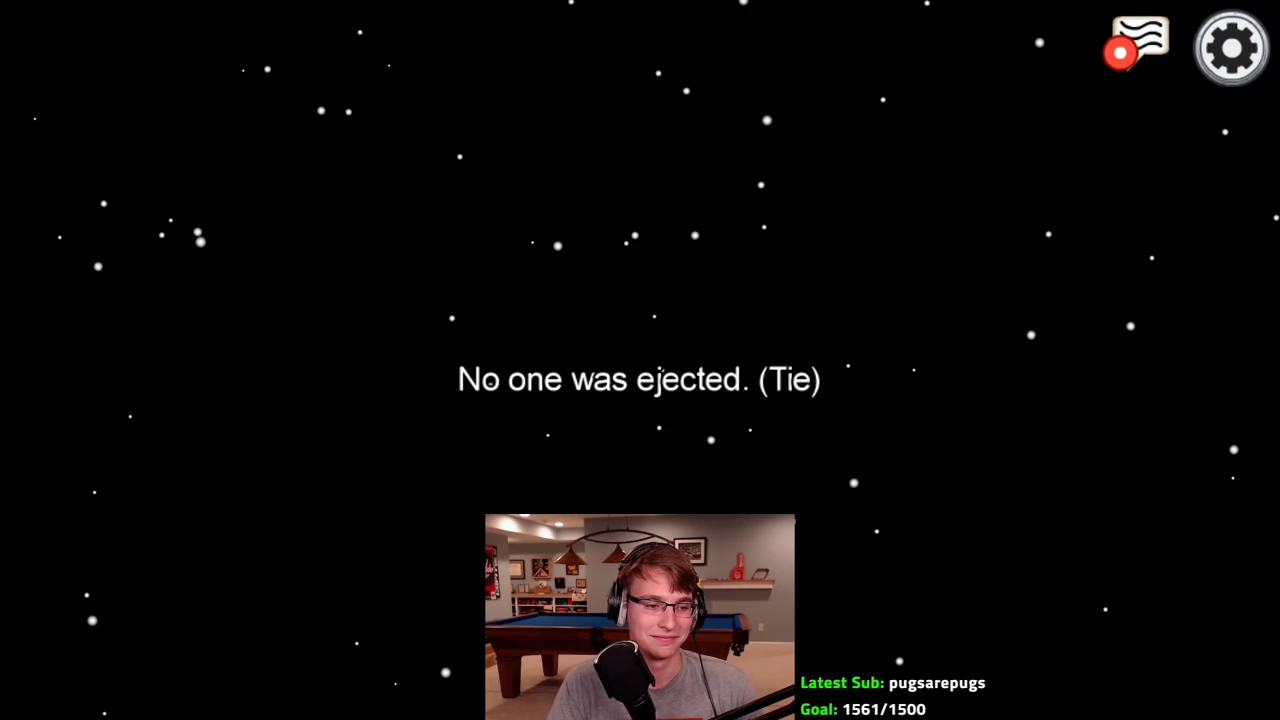 No one was ejected. (Tie)
Latest Sub: pugsarepugs
Goal: 1561/1500